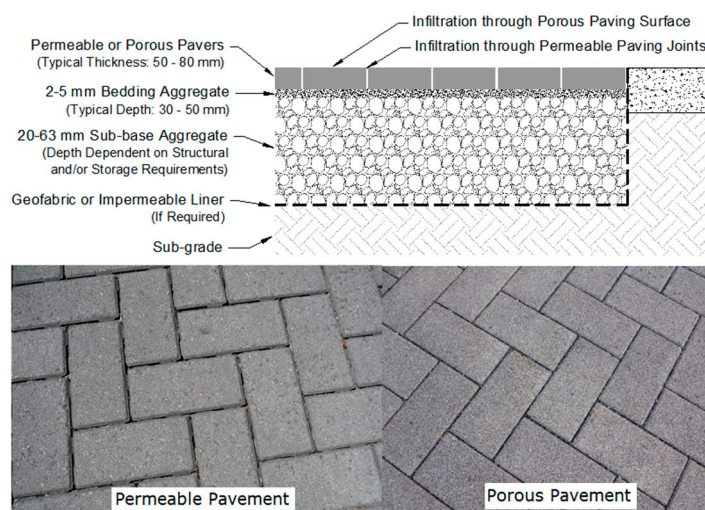 Infiltration through Porous Paving Surface
Permeable or Porous Pavers
Infiltration through Permeable Paving Joints
(Typical Thickness: 50 - 80 mm)
2-5 mm Bedding Aggregate
(Typical Depth: 30 - 50 mm)
20-63 mm Sub-base Aggregate
(Depth Dependent on Structural
and/or Storage Requirements)
Geofabric or Impermeable Liner
(If Required)
Sub-grade
Permeable Pavement
Porous Pavement